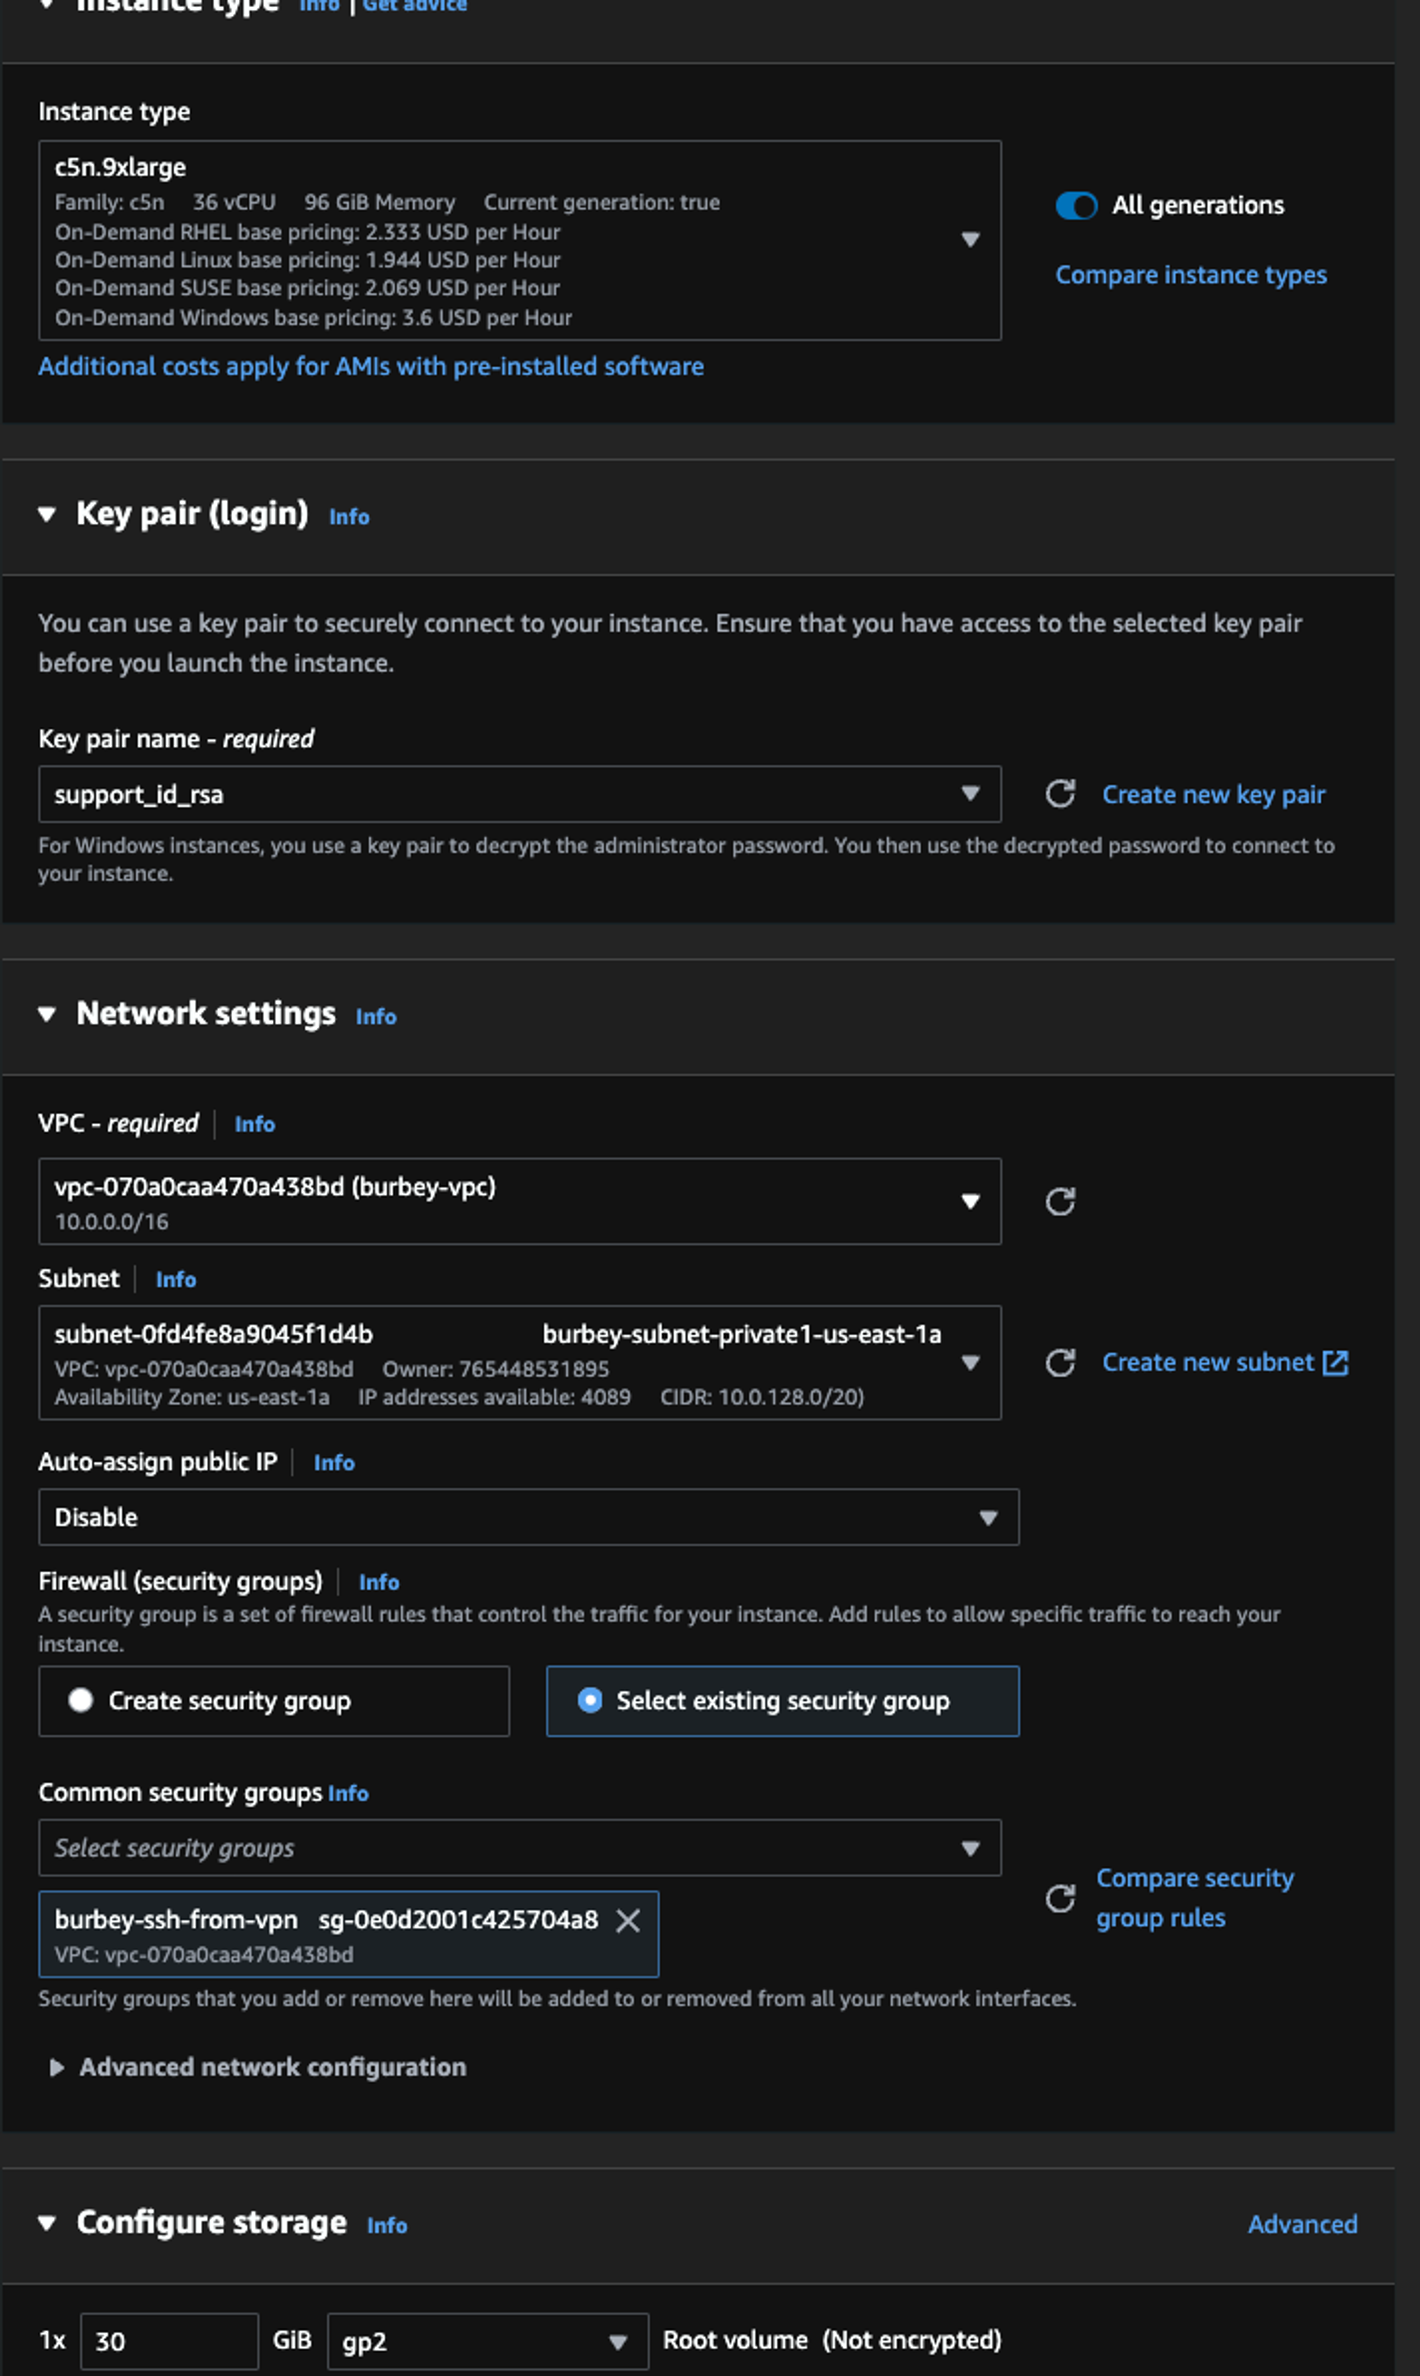 Instance type Info | Get advice
Instance type
c5n.9xlarge
Family: c5n 36 vCPU 96 GiB Memory Current generation: true
On-Demand RHEL base pricing: 2.333 USD per Hour
On-Demand Linux base pricing: 1.944 USD per Hour
On-Demand SUSE base pricing: 2.069 USD per Hour
On-Demand Windows base pricing: 3.6 USD per Hour
All generations
Compare instance types
Additional costs apply for AMIs with pre-installed software
Key pair (login) Info
You can use a key pair to securely connect to your instance. Ensure that you have access to the selected key pair
before you launch the instance.
Key pair name - required
support_id_rsa
Create new key pair
For Windows instances, you use a key pair to decrypt the administrator password. You then use the decrypted password to connect to
your instance.
Network settings Info
VPC - required Info
vpc-070a0caa470a438bd (burbey-vpc)
10.0.0.0/16
Subnet Info
subnet-0fd4fe8a9045f1d4b burbey-subnet-private1-us-east-1a
VPC: vpc-070a0caa470a438bd Owner: 765448531895
Availability Zone: us-east-1a IP addresses available: 4089 CIDR: 10.0.128.0/20)
Create new subnet
Auto-assign public IP Info
Disable
Firewall (security groups) Info
A security group is a set of firewall rules that control the traffic for your instance. Add rules to allow specific traffic to reach your
instance.
Create security group
Select existing security group
Common security groups Info
Select security groups
burbey-ssh-from-vpn sg-0e0d2001c425704a8
VPC: vpc-070a0caa470a438bd
Compare security
group rules
Security groups that you add or remove here will be added to or removed from all your network interfaces.
Advanced network configuration
Configure storage Info
Advanced
1x 30 GiB gp2 Root volume (Not encrypted)